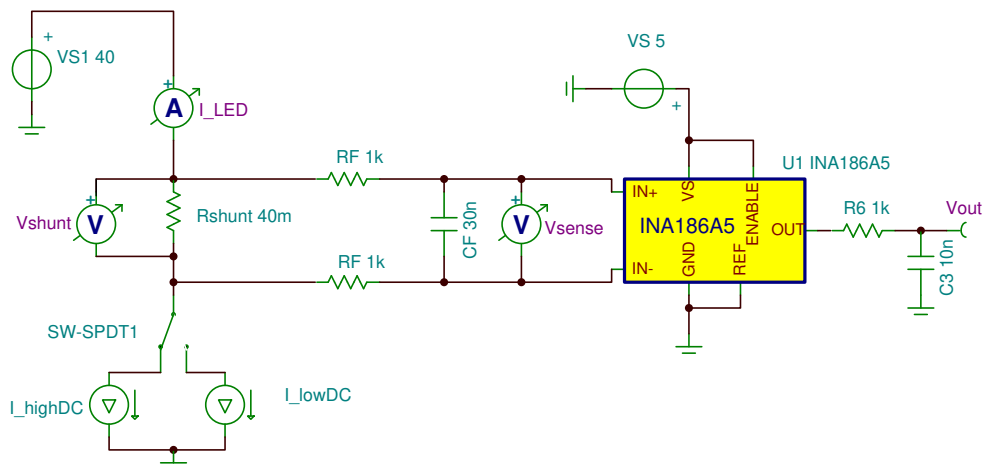 VS1 40
+
VS 5
+
+
A
I_LED
RF 1k
U1 INA186A5
Vshunt
+
V
Rshunt 40m
CF 30n
+
V
Vsense
IN+
VS
ENABLE
INA186A5
OUT
R6 1k
Vout
IN-
GND
REF
C3 10n
RF 1k
SW-SPDT1
I_highDC
I_lowDC